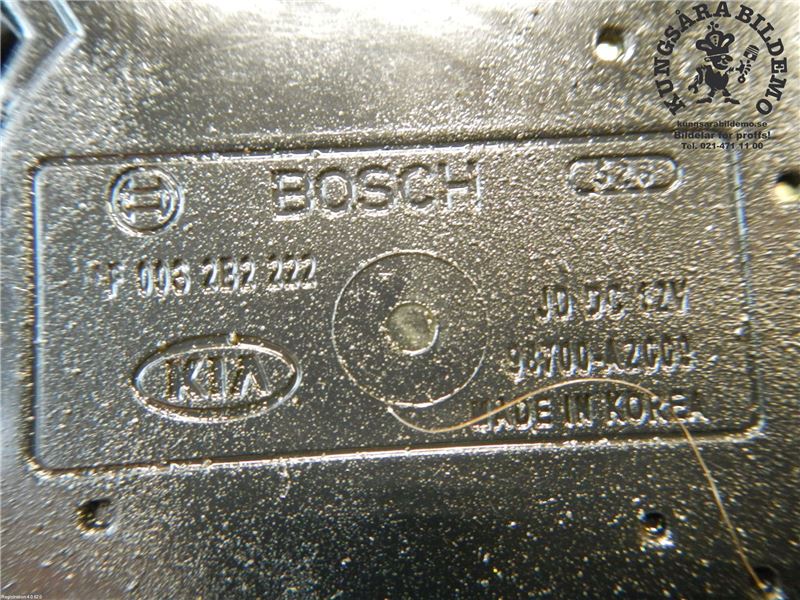 KUNGSÅRA BILDEMO
kungsarabildemo.se
Bildelar för proffs!
Tel. 021-471 11 00
BOSCH
F 006 2B2 222
JD DC 12V
KIA
98700-A2000
MADE IN KOREA